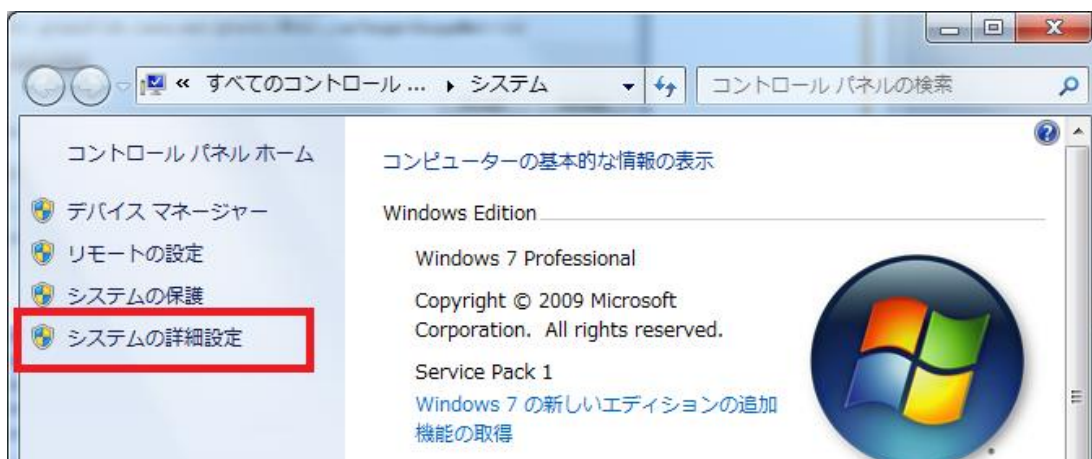 « すべてのコントロール ... ▸ システム
コントロール パネルの検索
コントロール パネル ホーム
デバイス マネージャー
リモートの設定
システムの保護
システムの詳細設定
コンピューターの基本的な情報の表示
Windows Edition
Windows 7 Professional
Copyright © 2009 Microsoft
Corporation. All rights reserved.
Service Pack 1
Windows 7 の新しいエディションの追加
機能の取得